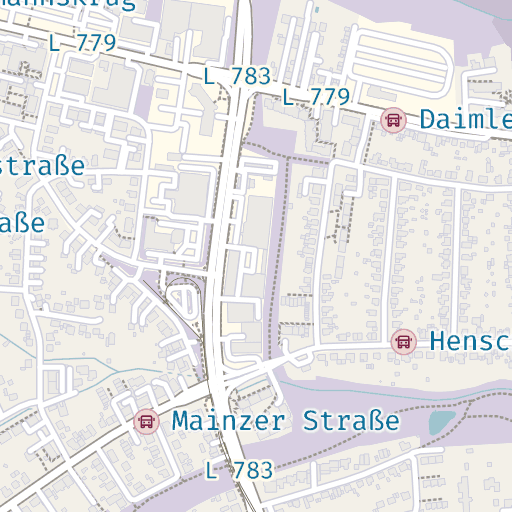 L 779
L 783
L 779
Daimle
straße
aße
Hensc
Mainzer Straße
L 783